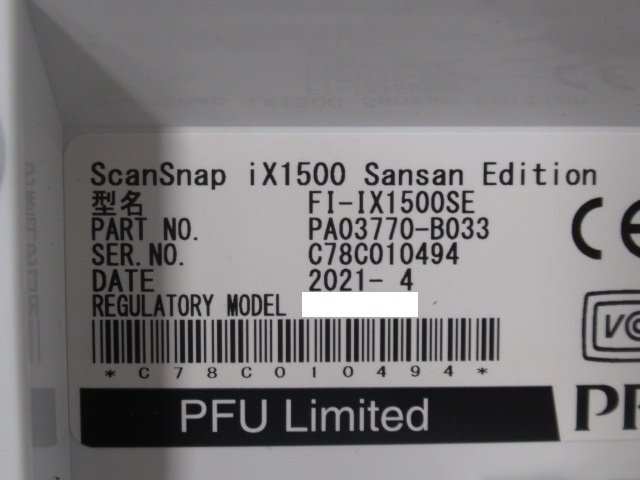 ScanSnap iX1500 Sansan Edition
型名 FI-IX1500SE
PART NO. PA03770-B033
SER.NO. C78C010494
DATE 2021- 4
REGULATORY MODEL
*C78C010494*
PFU Limited
CE